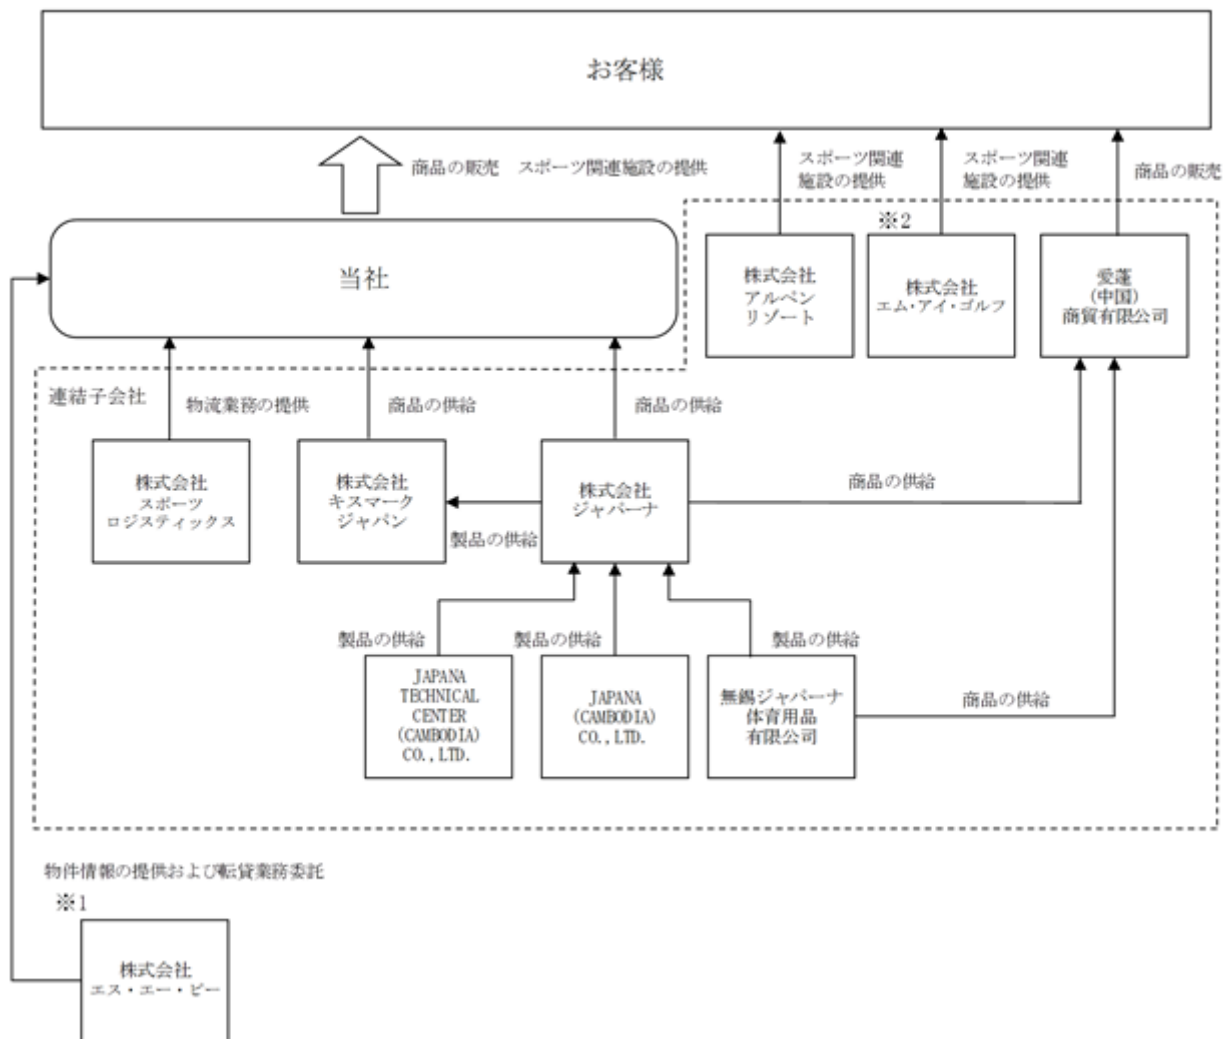 お客様
商品の販売　スポーツ関連施設の提供
スポーツ関連
施設の提供
スポーツ関連
施設の提供
商品の販売
※2
当社
株式会社
アルペン
リゾート
株式会社
エム・アイ・ゴルフ
愛蓬
(中国)
商貿有限公司
連結子会社
物流業務の提供
商品の供給
商品の供給
株式会社
スポーツ
ロジスティックス
株式会社
キスマーク
ジャパン
株式会社
ジャパーナ
商品の供給
製品の供給
製品の供給
製品の供給
製品の供給
JAPANA
TECHNICAL
CENTER
(CAMBODIA)
CO.,LTD.
JAPANA
(CAMBODIA)
CO.,LTD.
無錫ジャパーナ
体育用品
有限公司
商品の供給
物件情報の提供および転貸業務委託
※1
株式会社
エス・エー・ピー